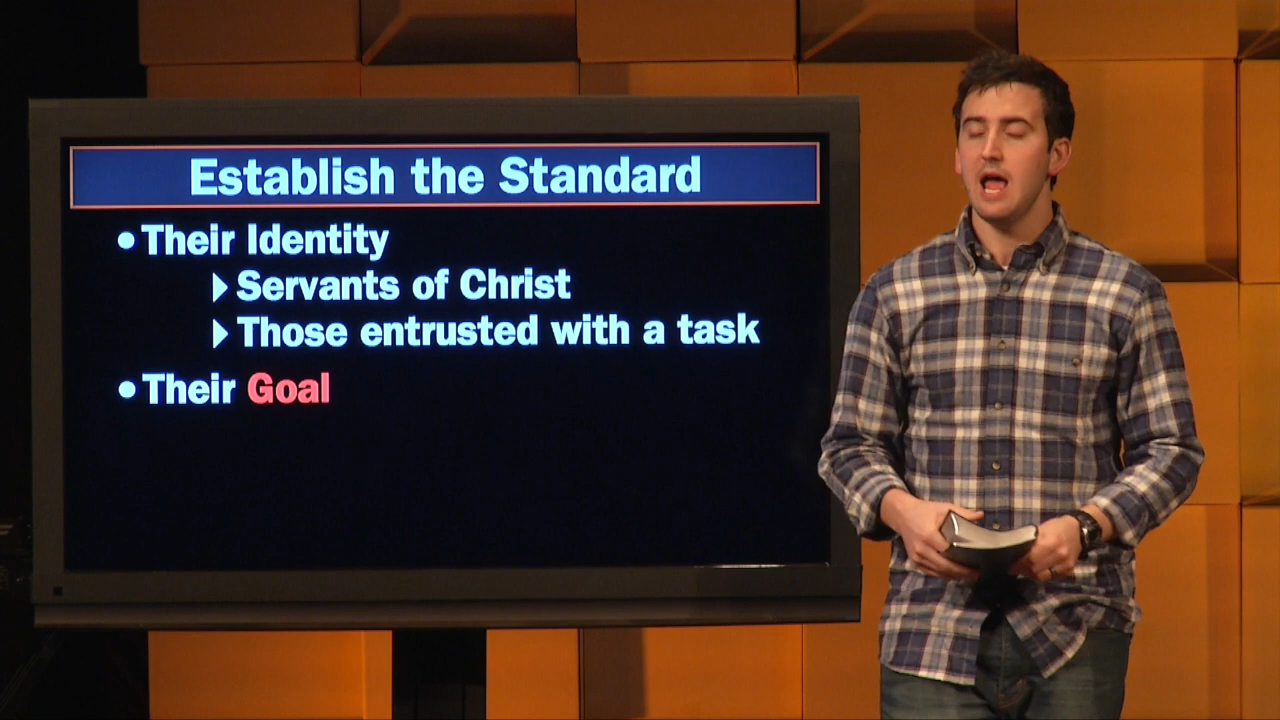 Establish the Standard
•Their Identity
▶Servants of Christ
▶Those entrusted with a task
•Their Goal